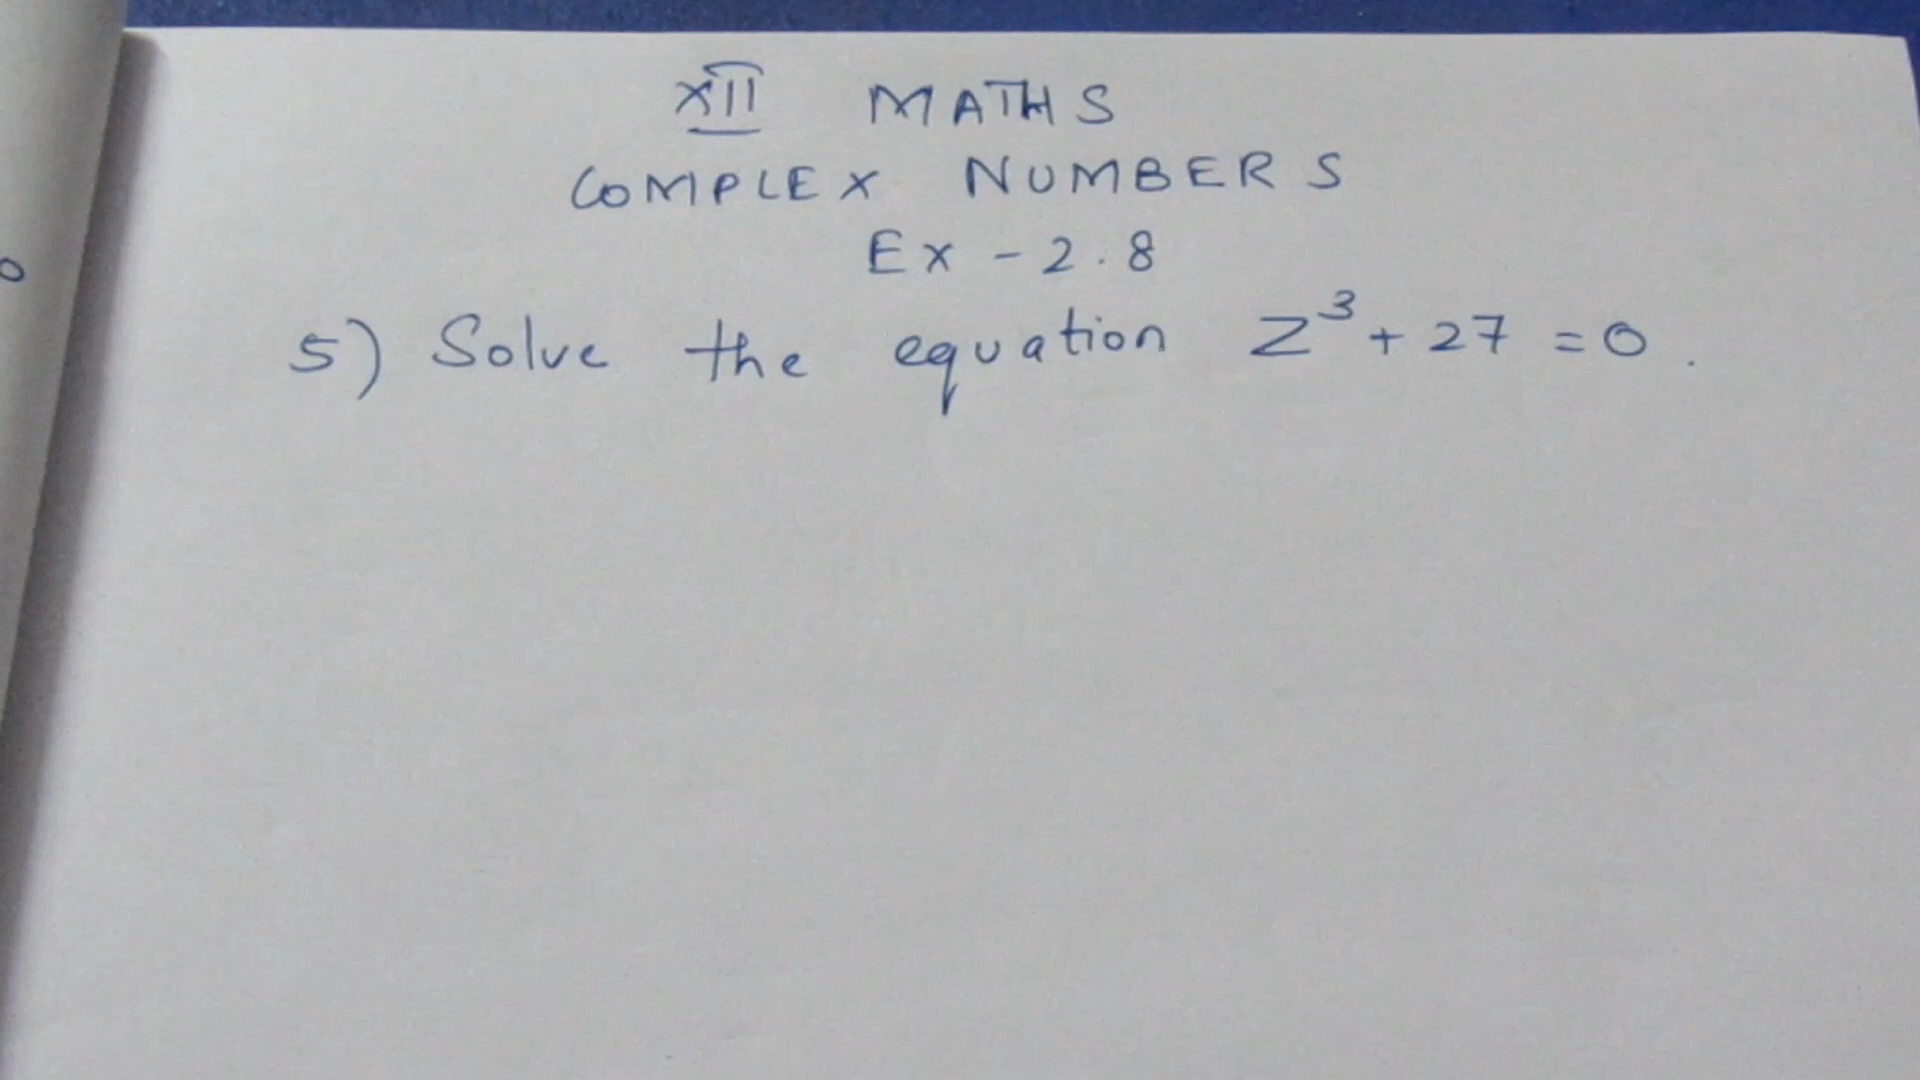 XII MATHS
COMPLEX NUMBERS
Ex - 2.8
5) Solve the equation Z³ + 27 = 0.